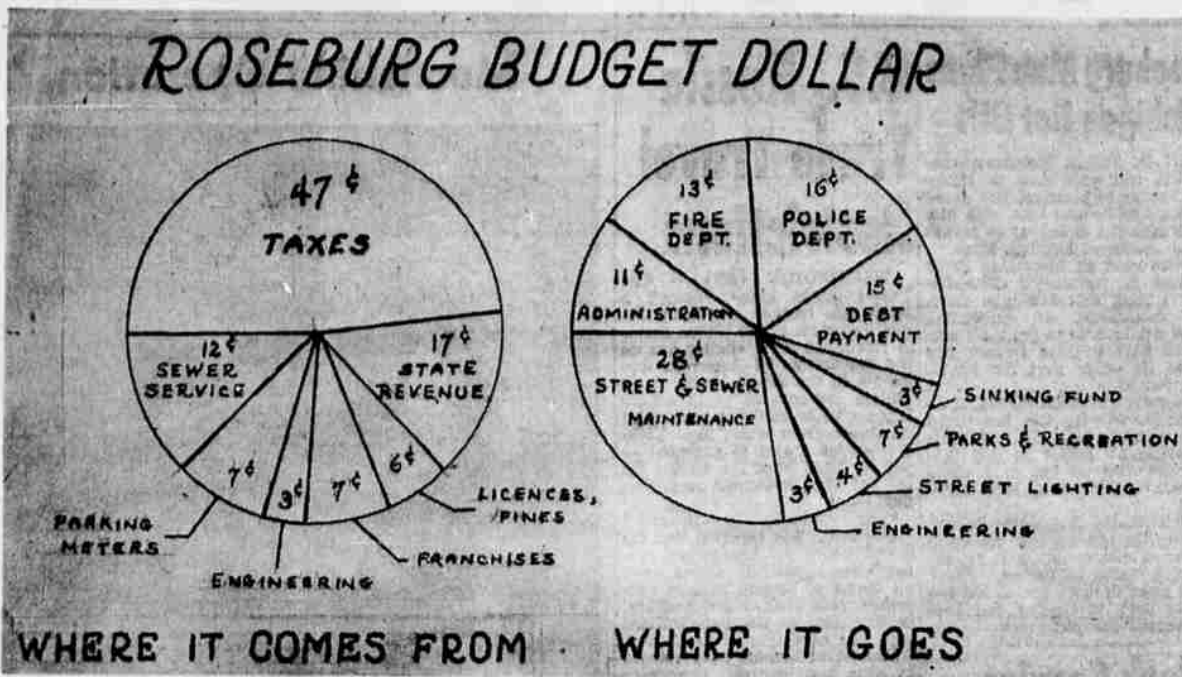 ROSEBURG BUDGET DOLLAR
47¢
TAXES
17¢
STATE
REVENUE
6¢
LICENCES,
FINES
7¢
FRANCHISES
3¢
ENGINEERING
7¢
PARKING
METERS
12¢
SEWER
SERVICE
WHERE IT COMES FROM
13¢
FIRE
DEPT.
16¢
POLICE
DEPT.
15¢
DEBT
PAYMENT
3¢
SINKING FUND
7¢
PARKS & RECREATION
4¢
STREET LIGHTING
3¢
ENGINEERING
28¢
STREET & SEWER
MAINTENANCE
11¢
ADMINISTRATION
WHERE IT GOES